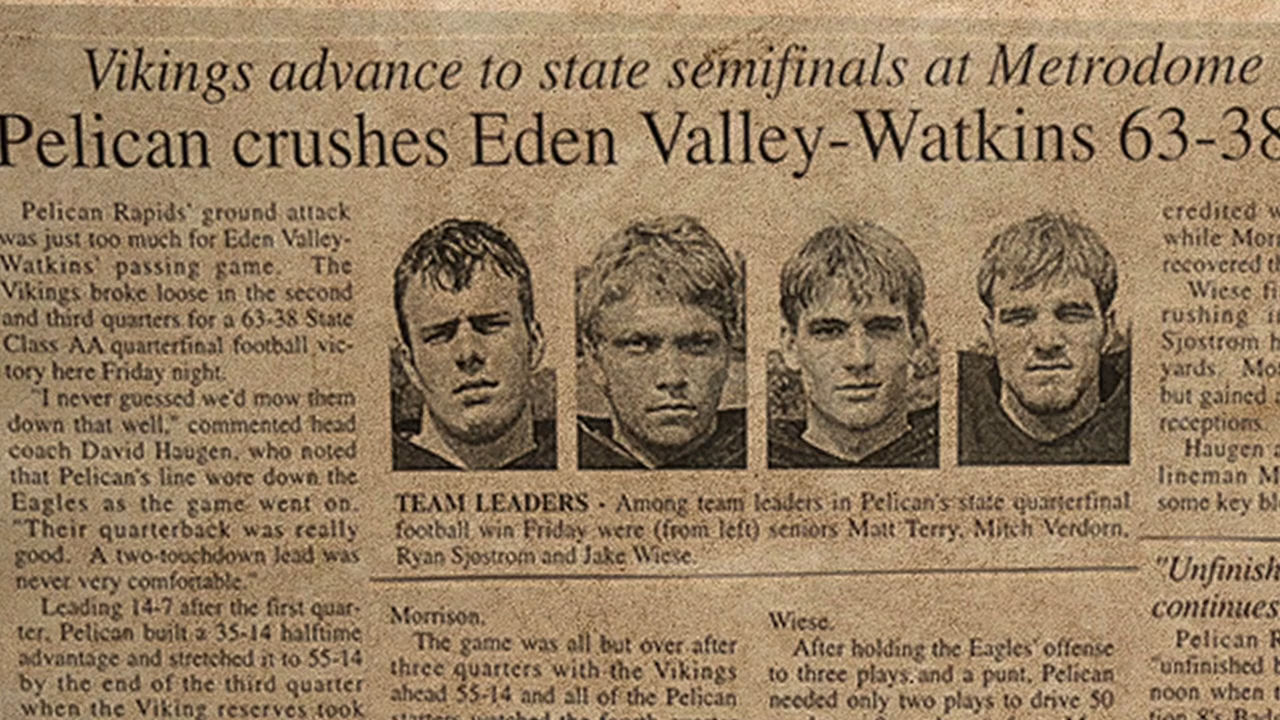 Vikings advance to state semifinals at Metrodome
Pelican crushes Eden Valley-Watkins 63-38
Pelican Rapids' ground attack
was just too much for Eden Valley-
Watkins' passing game. The
Vikings broke loose in the second
and third quarters for a 63-38 State
Class AA quarterfinal football vic-
tory here Friday night.
"I never guessed we'd mow them
down that well," commented head
coach David Haugen, who noted
that Pelican's line wore down the
Eagles as the game went on.
"Their quarterback was really
good. A two-touchdown lead was
never very comfortable."
Leading 14-7 after the first quar-
ter, Pelican built a 35-14 halftime
advantage and stretched it to 55-14
by the end of the third quarter
when the Viking reserves took
TEAM LEADERS - Among team leaders in Pelican's state quarterfinal
football win Friday were (from left) seniors Matt Terry, Mitch Verdorn,
Ryan Sjostrom and Jake Wiese.
Morrison.
The game was all but over after
three quarters with the Vikings
ahead 55-14 and all of the Pelican
starters watched the fourth quarter
Wiese.
After holding the Eagles' offense
to three plays and a punt, Pelican
needed only two plays to drive 50
credited
while
recovered
Wiese
rushing
Sjostrom
yards.
but gained
receptions.
Haugen
lineman
some key
"Unfinish
continues
Pelican
"unfinished
noon when